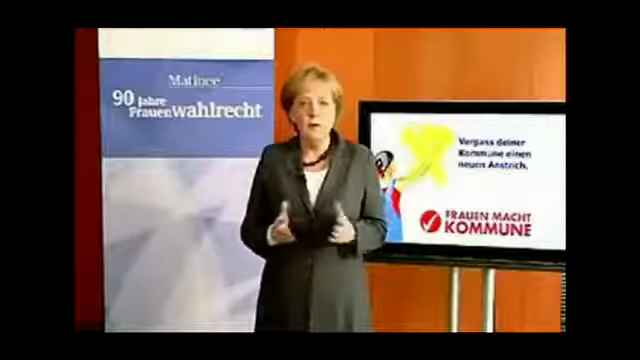 Matinee
90 Jahre
Frauenwahlrecht
Verpass deiner
Kommune einen
neuen Anstrich.
FRAUEN MACHT
KOMMUNE